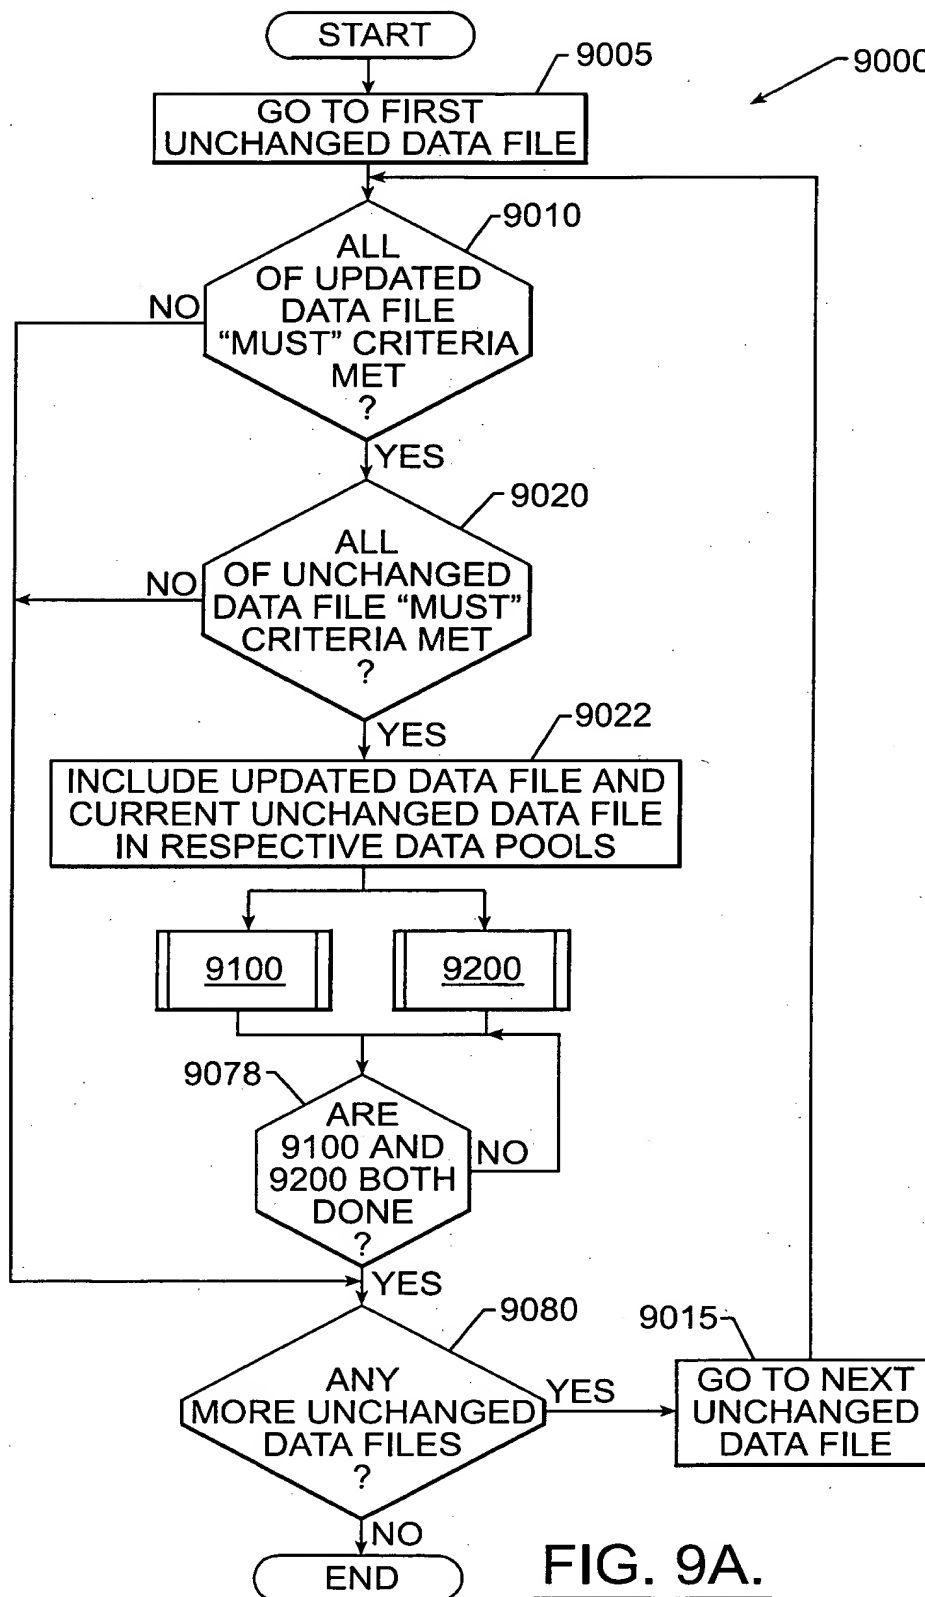 START
9005
9000
GO TO FIRST
UNCHANGED DATA FILE
9010
ALL
OF UPDATED
DATA FILE
“MUST” CRITERIA
MET
?
NO
YES
9020
ALL
OF UNCHANGED
DATA FILE “MUST”
CRITERIA MET
?
NO
YES
9022
INCLUDE UPDATED DATA FILE AND
CURRENT UNCHANGED DATA FILE
IN RESPECTIVE DATA POOLS
9100
9200
9078
ARE
9100 AND
9200 BOTH
DONE
?
NO
YES
9080
ANY
MORE UNCHANGED
DATA FILES
?
YES
9015
GO TO NEXT
UNCHANGED
DATA FILE
NO
END
FIG. 9A.